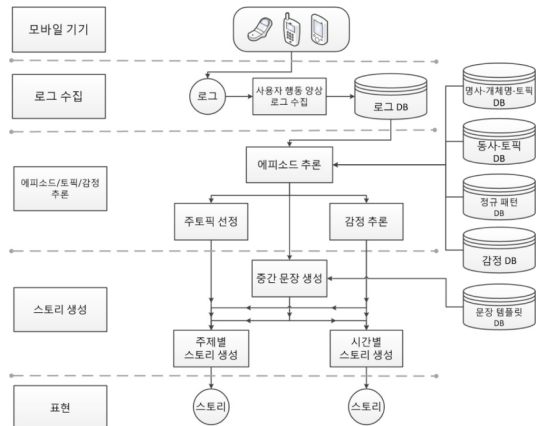 모바일 기기
로그 수집
로그
사용자 행동 양상
로그 수집
로그 DB
명사-개체명-토픽
DB
동사-토픽
DB
에피소드 추론
에피소드/토픽/감정
추론
정규 패턴
DB
주토픽 선정
감정 추론
감정 DB
중간 문장 생성
스토리 생성
문장 템플릿
DB
주제별
스토리 생성
시간별
스토리 생성
표현
스토리
스토리